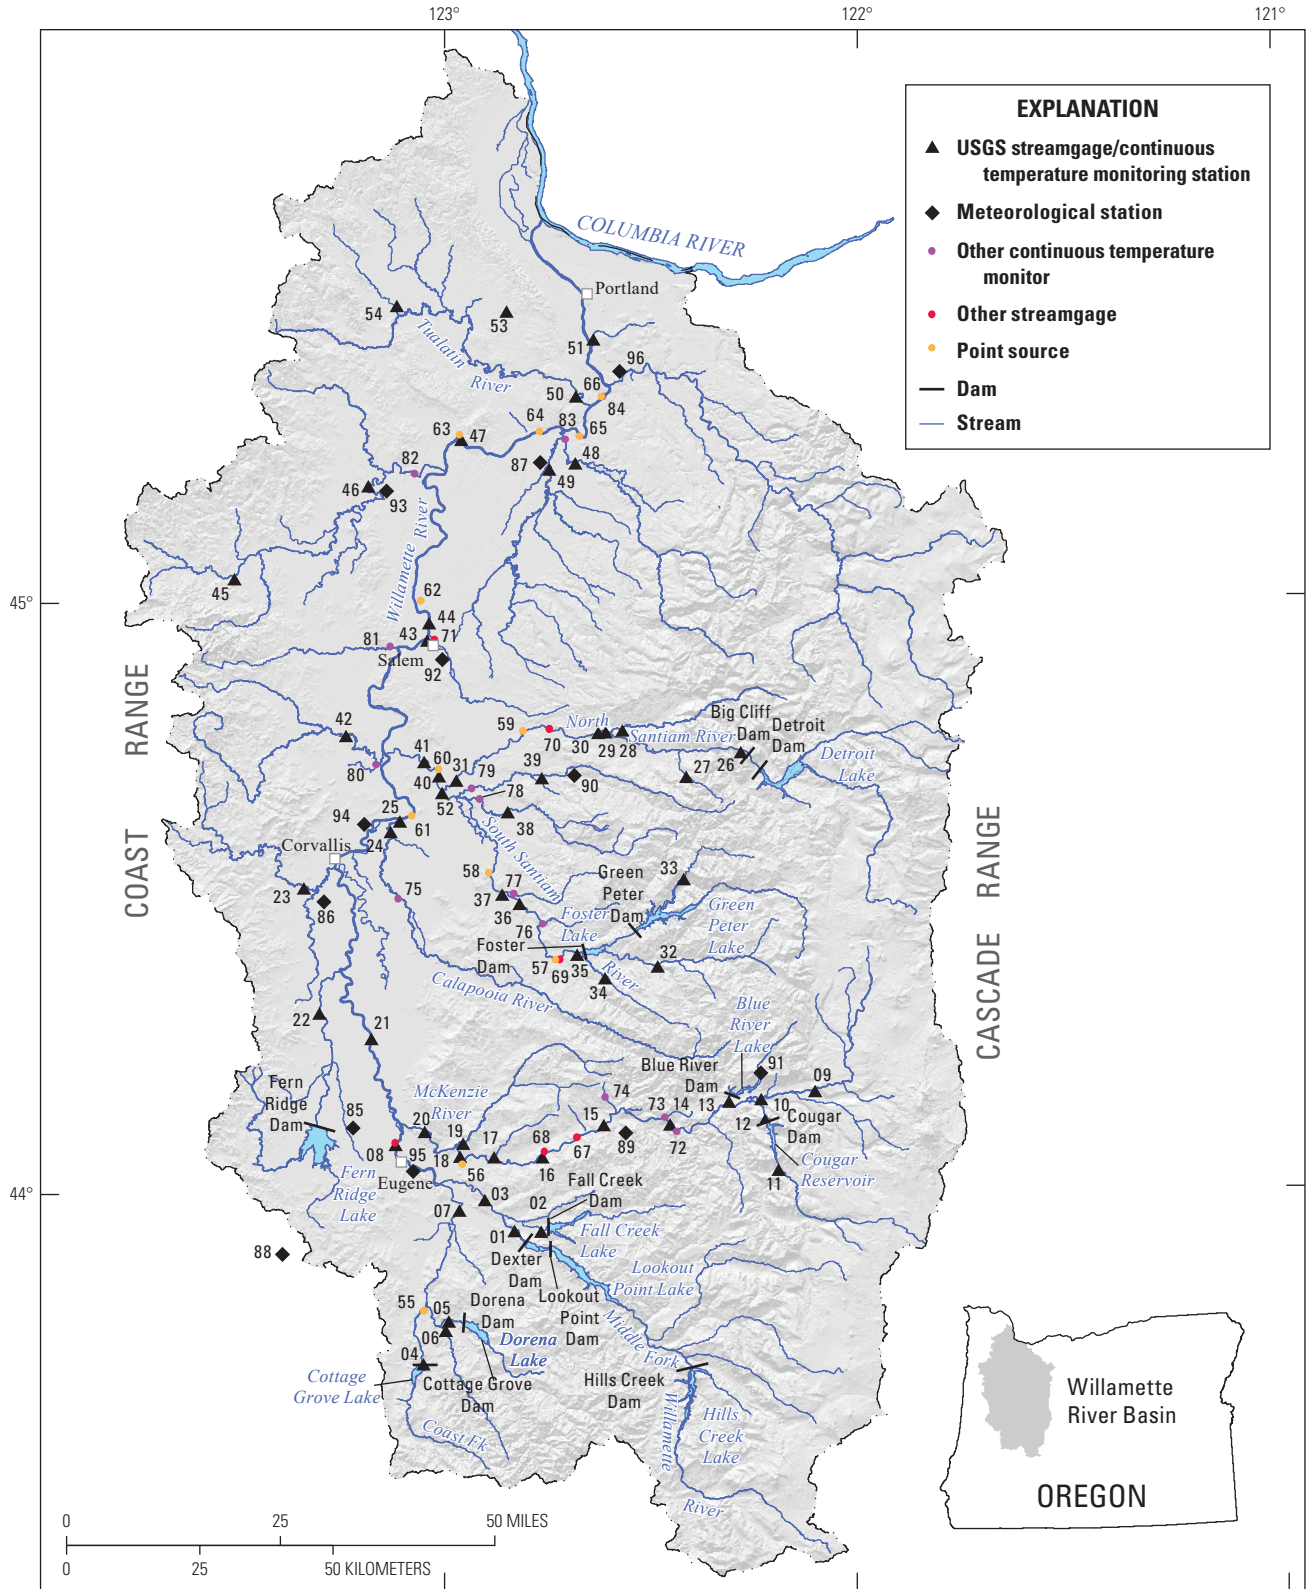 123°
122°
121°
EXPLANATION
USGS streamgage/continuous
temperature monitoring station
Meteorological station
Other continuous temperature
monitor
Other streamgage
Point source
Dam
Stream
COLUMBIA RIVER
Portland
54
53
Tualatin
River
51
96
66
50
84
64
83
65
63
47
48
87
49
82
46
93
Willamette River
45
45°
62
44
43
71
81
Salem
92
COAST RANGE
CASCADE RANGE
42
59
North
Santiam River
70
30
29
28
Big Cliff
Dam
Detroit
Dam
26
27
Detroit
Lake
41
60
31
79
39
40
80
52
78
90
94
25
61
38
24
South Santiam
River
Corvallis
58
23
86
75
77
37
36
76
Green
Peter
Dam
33
Green
Peter
Lake
Foster
Lake
Foster
Dam
57
69
35
34
32
Calapooia River
22
21
Blue
River
Lake
Blue River
Dam
91
09
Fern
Ridge
Dam
85
McKenzie
River
74
73
14
13
10
12
Cougar
Dam
15
20
19
17
68
67
89
72
08
95
18
56
16
11
Cougar
Reservoir
Eugene
Fern
Ridge
Lake
44°
03
02
Fall Creek
Dam
07
01
Fall Creek
Lake
88
Dexter
Dam
Lookout
Point Lake
Lookout
Point
Dam
55
05
Dorena
Dam
06
Dorena
Lake
Middle Fork
Willamette
River
04
Cottage
Grove Lake
Cottage Grove
Dam
Hills Creek
Dam
Hills
Creek
Lake
Coast Fk
Willamette
River Basin
OREGON
0
25
50 MILES
0
25
50 KILOMETERS